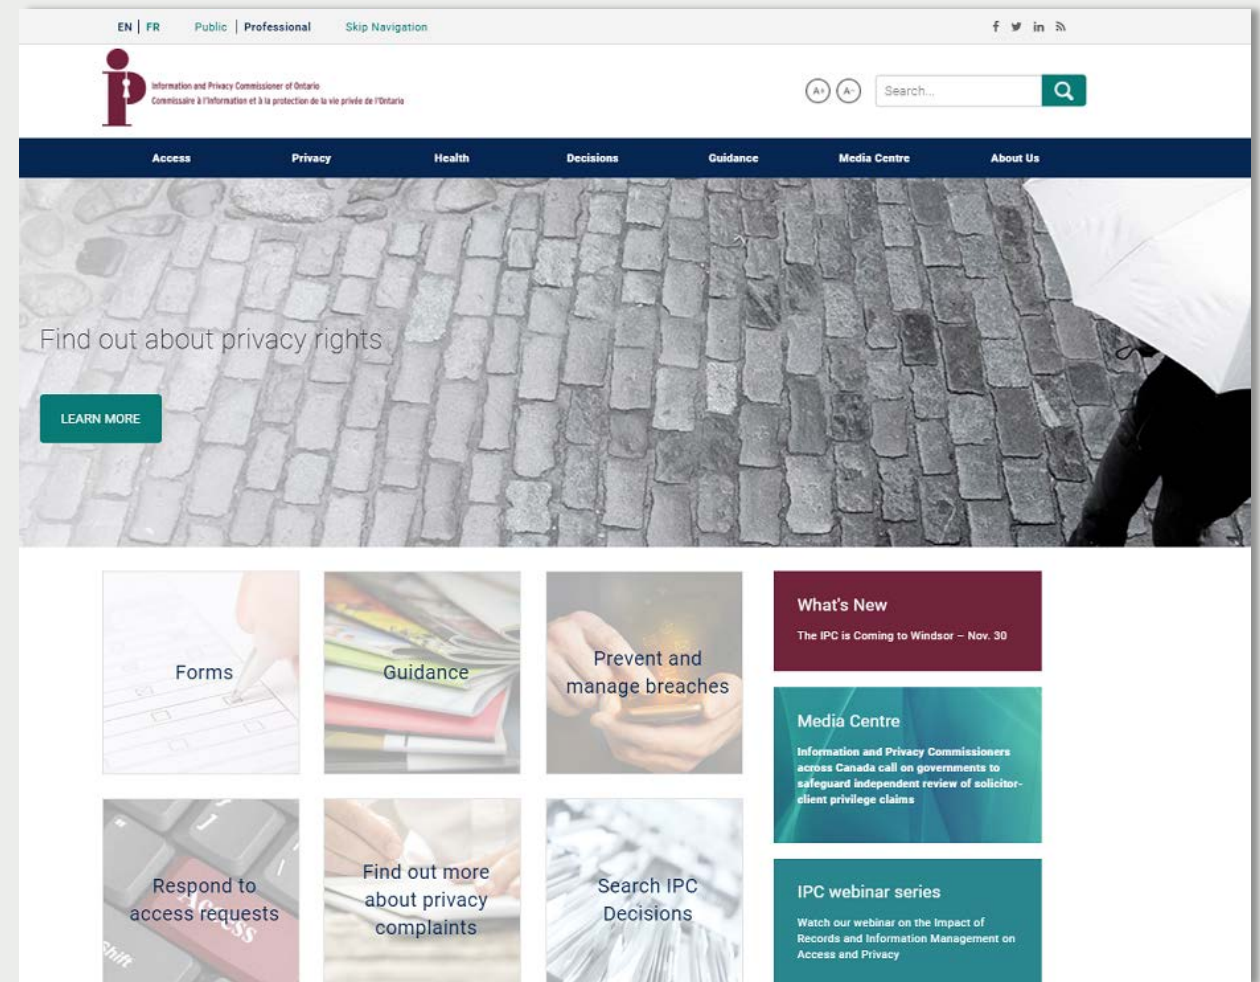 EN | FR Public | Professional Skip Navigation
Information and Privacy Commissioner of Ontario
Commissaire à l'Information et à la protection de la vie privée de l'Ontario
A+ A- Search...
Access Privacy Health Decisions Guidance Media Centre About Us
Find out about privacy rights
LEARN MORE
Forms
Guidance
Prevent and
manage breaches
What's New
The IPC is Coming to Windsor – Nov. 30
Media Centre
Information and Privacy Commissioners
across Canada call on governments to
safeguard independent review of solicitor-
client privilege claims
Respond to
access requests
Access
Shift
Find out more
about privacy
complaints
Search IPC
Decisions
IPC webinar series
Watch our webinar on the Impact of
Records and Information Management on
Access and Privacy